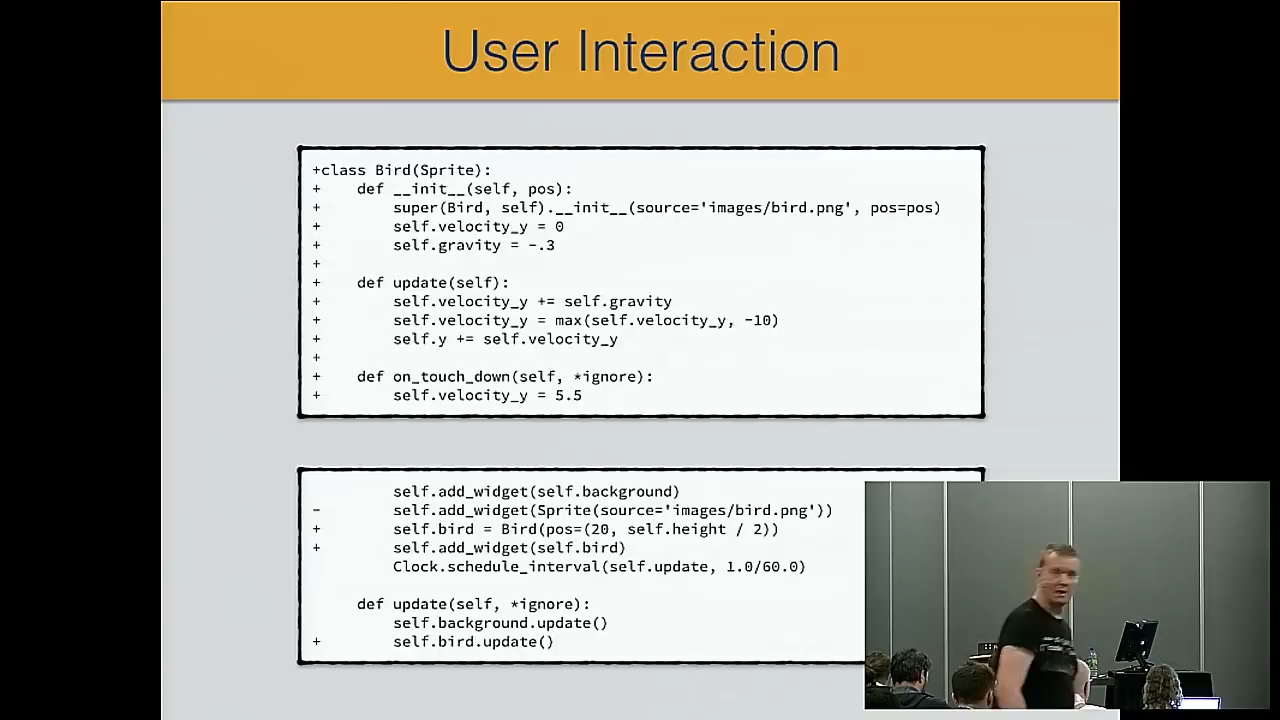 User Interaction
+class Bird(Sprite):
+    def __init__(self, pos):
+        super(Bird, self).__init__(source='images/bird.png', pos=pos)
+        self.velocity_y = 0
+        self.gravity = -.3
+
+    def update(self):
+        self.velocity_y += self.gravity
+        self.velocity_y = max(self.velocity_y, -10)
+        self.y += self.velocity_y
+
+    def on_touch_down(self, *ignore):
+        self.velocity_y = 5.5
         self.add_widget(self.background)
-        self.add_widget(Sprite(source='images/bird.png'))
+        self.bird = Bird(pos=(20, self.height / 2))
+        self.add_widget(self.bird)
         Clock.schedule_interval(self.update, 1.0/60.0)
     def update(self, *ignore):
         self.background.update()
+        self.bird.update()